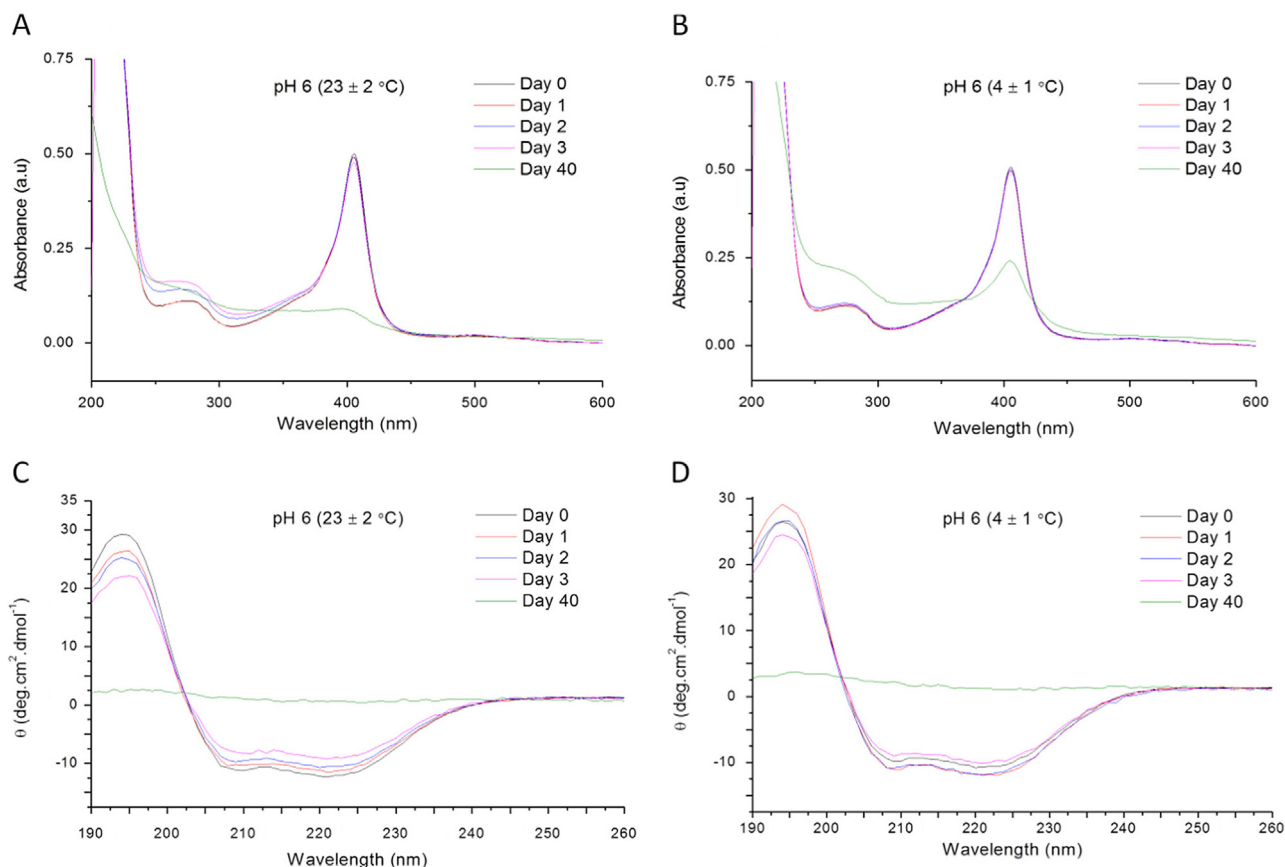 A
pH 6 (23 ± 2 °C)
Day 0
Day 1
Day 2
Day 3
Day 40
Absorbance (a.u)
0.75
0.50
0.25
0.00
200 300 400 500 600
Wavelength (nm)
B
pH 6 (4 ± 1 °C)
Day 0
Day 1
Day 2
Day 3
Day 40
Absorbance (a.u)
0.75
0.50
0.25
0.00
200 300 400 500 600
Wavelength (nm)
C
pH 6 (23 ± 2 °C)
Day 0
Day 1
Day 2
Day 3
Day 40
θ (deg.cm².dmol⁻¹)
35
30
25
20
10
0
-10
190 200 210 220 230 240 250 260
Wavelength (nm)
D
pH 6 (4 ± 1 °C)
Day 0
Day 1
Day 2
Day 3
Day 40
θ (deg.cm².dmol⁻¹)
30
20
10
0
-10
190 200 210 220 230 240 250 260
Wavelength (nm)